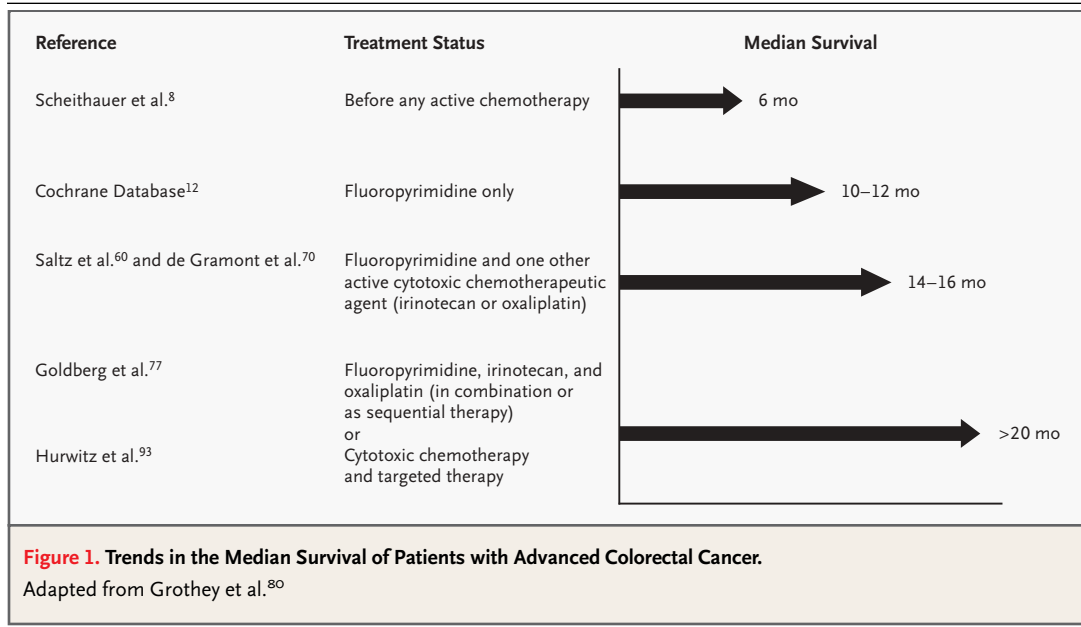 Reference Treatment Status Median Survival
Scheithauer et al.8 Before any active chemotherapy 6 mo
Cochrane Database12 Fluoropyrimidine only 10–12 mo
Saltz et al.60 and de Gramont et al.70 Fluoropyrimidine and one other
active cytotoxic chemotherapeutic
agent (irinotecan or oxaliplatin)
14–16 mo
Goldberg et al.77 Fluoropyrimidine, irinotecan, and
oxaliplatin (in combination or
as sequential therapy)
or
>20 mo
Hurwitz et al.93 Cytotoxic chemotherapy
and targeted therapy
Figure 1. Trends in the Median Survival of Patients with Advanced Colorectal Cancer.
Adapted from Grothey et al.80